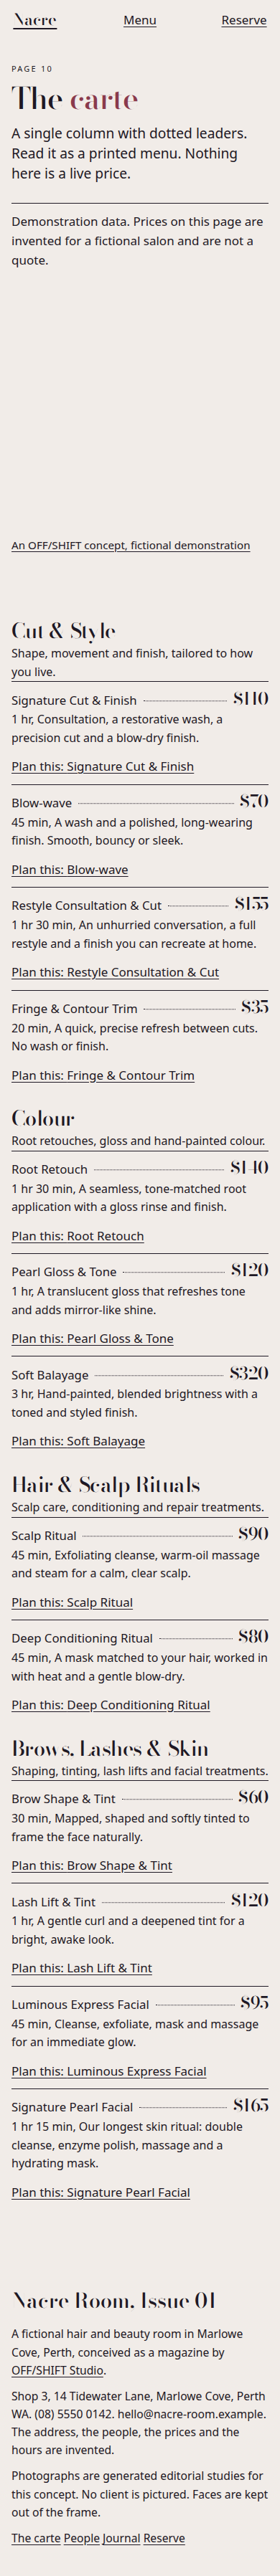 Nacre Menu Reserve
PAGE 10
The carte
A single column with dotted leaders.
Read it as a printed menu. Nothing
here is a live price.
Demonstration data. Prices on this page are
invented for a fictional salon and are not a
quote.
An OFF/SHIFT concept, fictional demonstration
Cut & Style
Shape, movement and finish, tailored to how
you live.
Signature Cut & Finish $110
1 hr, Consultation, a restorative wash, a
precision cut and a blow-dry finish.
Plan this: Signature Cut & Finish
Blow-wave $70
45 min, A wash and a polished, long-wearing
finish. Smooth, bouncy or sleek.
Plan this: Blow-wave
Restyle Consultation & Cut $155
1 hr 30 min, An unhurried conversation, a full
restyle and a finish you can recreate at home.
Plan this: Restyle Consultation & Cut
Fringe & Contour Trim $35
20 min, A quick, precise refresh between cuts.
No wash or finish.
Plan this: Fringe & Contour Trim
Colour
Root retouches, gloss and hand-painted colour.
Root Retouch $140
1 hr 30 min, A seamless, tone-matched root
application with a gloss rinse and finish.
Plan this: Root Retouch
Pearl Gloss & Tone $120
1 hr, A translucent gloss that refreshes tone
and adds mirror-like shine.
Plan this: Pearl Gloss & Tone
Soft Balayage $320
3 hr, Hand-painted, blended brightness with a
toned and styled finish.
Plan this: Soft Balayage
Hair & Scalp Rituals
Scalp care, conditioning and repair treatments.
Scalp Ritual $90
45 min, Exfoliating cleanse, warm-oil massage
and steam for a calm, clear scalp.
Plan this: Scalp Ritual
Deep Conditioning Ritual $80
45 min, A mask matched to your hair, worked in
with heat and a gentle blow-dry.
Plan this: Deep Conditioning Ritual
Brows, Lashes & Skin
Shaping, tinting, lash lifts and facial treatments.
Brow Shape & Tint $60
30 min, Mapped, shaped and softly tinted to
frame the face naturally.
Plan this: Brow Shape & Tint
Lash Lift & Tint $120
1 hr, A gentle curl and a deepened tint for a
bright, awake look.
Plan this: Lash Lift & Tint
Luminous Express Facial $95
45 min, Cleanse, exfoliate, mask and massage
for an immediate glow.
Plan this: Luminous Express Facial
Signature Pearl Facial $165
1 hr 15 min, Our longest skin ritual: double
cleanse, enzyme polish, massage and a
hydrating mask.
Plan this: Signature Pearl Facial
Nacre Room, Issue 01
A fictional hair and beauty room in Marlowe
Cove, Perth, conceived as a magazine by
OFF/SHIFT Studio.
Shop 3, 14 Tidewater Lane, Marlowe Cove, Perth
WA. (08) 5550 0142. hello@nacre-room.example.
The address, the people, the prices and the
hours are invented.
Photographs are generated editorial studies for
this concept. No client is pictured. Faces are kept
out of the frame.
The carte People Journal Reserve